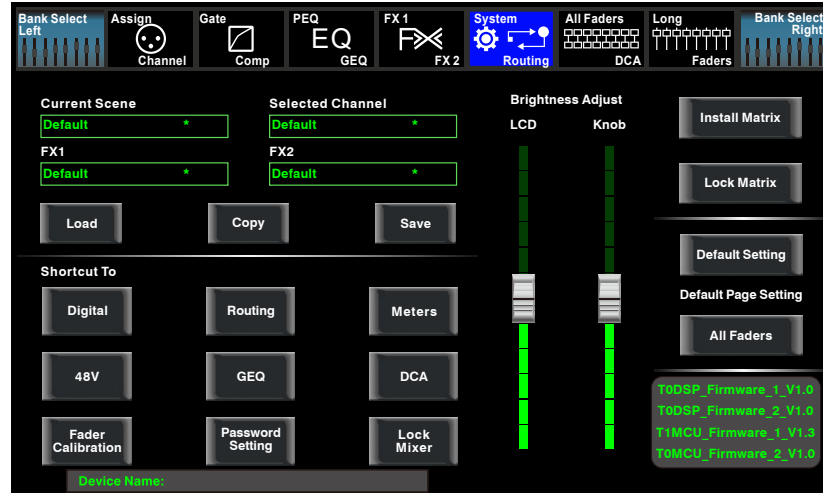 Bank Select
Left
Assign
Channel
Gate
Comp
PEQ
EQ
GEQ
FX 1
FX
FX 2
System
Routing
All Faders
DCA
Long
Faders
Bank Select
Right
Current Scene
Default *
Selected Channel
Default *
FX1
Default *
FX2
Default *
Load
Copy
Save
Shortcut To
Digital
Routing
Meters
48V
GEQ
DCA
Fader
Calibration
Password
Setting
Lock
Mixer
Device Name:
Brightness Adjust
LCD
Knob
Install Matrix
Lock Matrix
Default Setting
Default Page Setting
All Faders
T0DSP_Firmware_1_V1.0
T0DSP_Firmware_2_V1.0
T1MCU_Firmware_1_V1.3
T0MCU_Firmware_2_V1.0